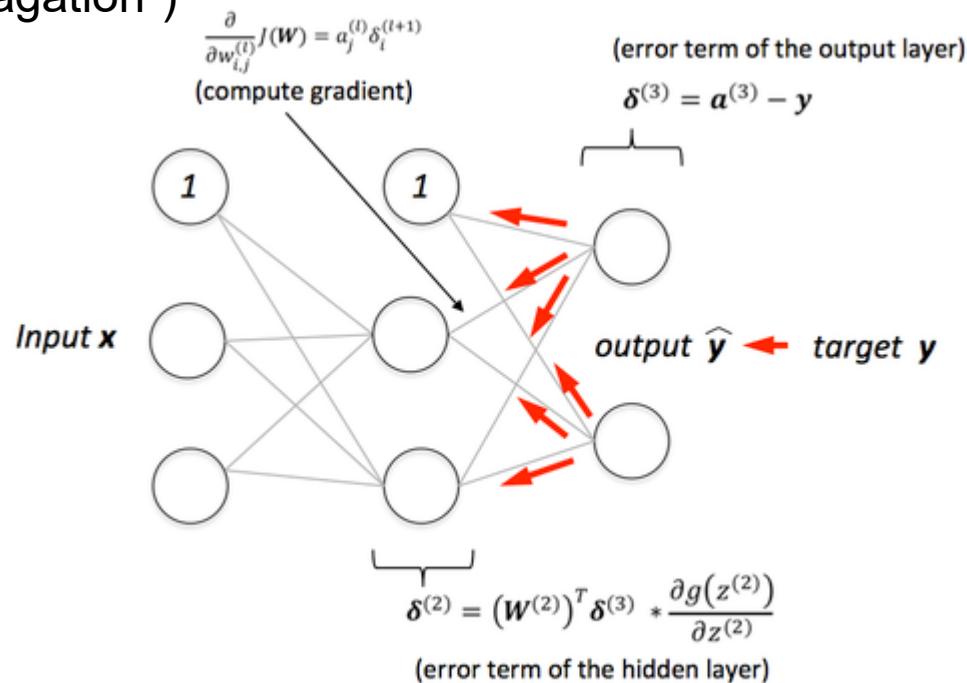 agation")
∂/∂w_{i,j}^{(l)} J(W) = a_j^{(l)} δ_i^{(l+1)}
(compute gradient)
(error term of the output layer)
δ^{(3)} = a^{(3)} − y
1
1
Input x
output ŷ
target y
δ^{(2)} = (W^{(2)})^T δ^{(3)} * ∂g(z^{(2)})/∂z^{(2)}
(error term of the hidden layer)